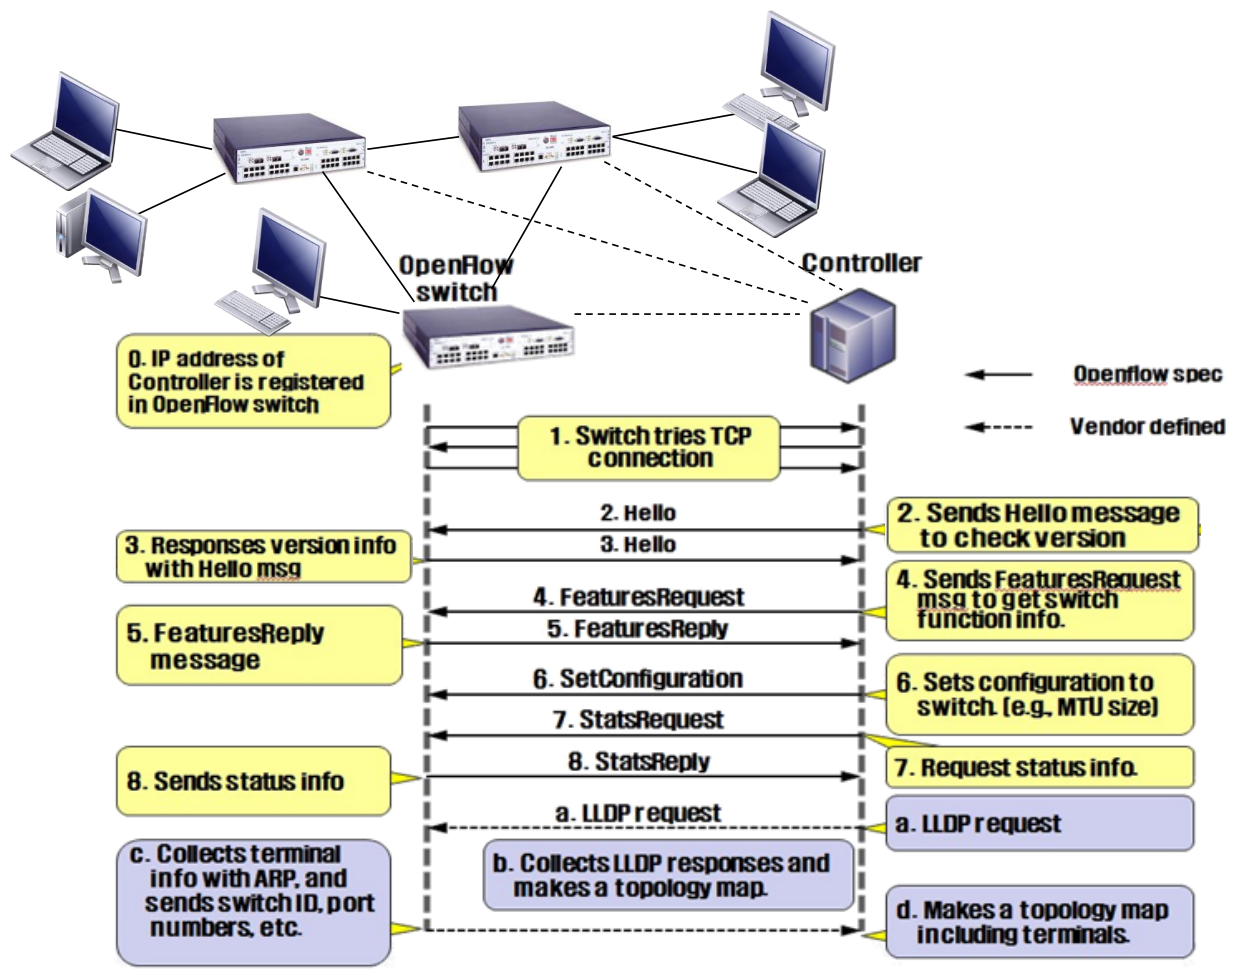 OpenFlow
switch
Controller
0. IP address of
Controller is registered
in OpenFlow switch
Openflow spec
Vendor defined
1. Switch tries TCP
connection
2. Hello
2. Sends Hello message
to check version
3. Responses version info
with Hello msg
3. Hello
4. FeaturesRequest
4. Sends FeaturesRequest
msg to get switch
function info.
5. FeaturesReply
message
5. FeaturesReply
6. SetConfiguration
6. Sets configuration to
switch. (e.g., MTU size)
7. StatsRequest
7. Request status info.
8. Sends status info
8. StatsReply
a. LLDP request
a. LLDP request
b. Collects LLDP responses and
makes a topology map.
c. Collects terminal
info with ARP, and
sends switch ID, port
numbers, etc.
d. Makes a topology map
including terminals.